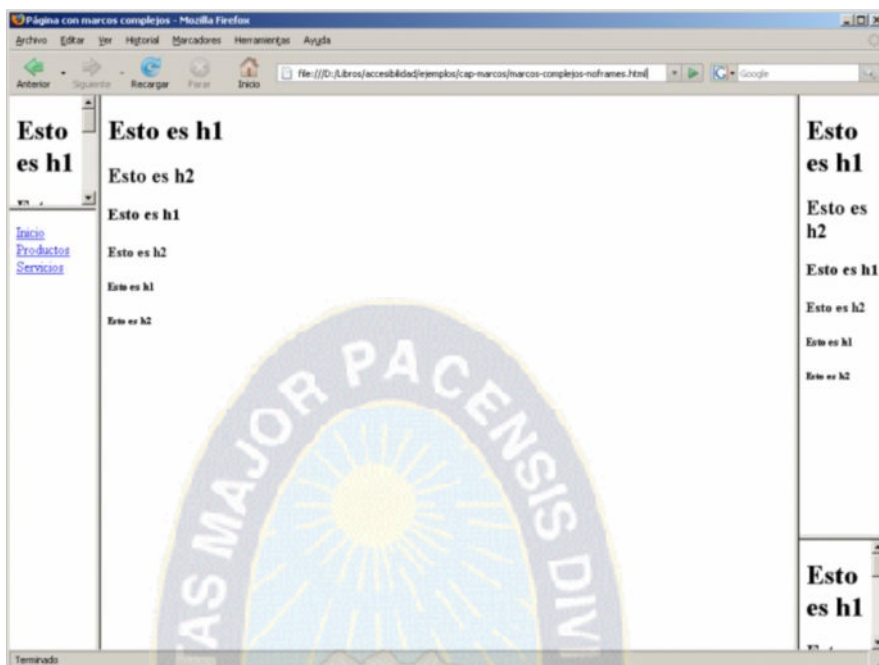 Página con marcos complejos - Mozilla Firefox
Archivo Editar Ver Historial Marcadores Herramientas Ayuda
Anterior Siguiente Recargar Parar Inicio
file:///D:/Libros/accesibilidad/ejemplos/cap-marcos/marcos-complejos-noframes.html
Google
Esto
es h1
Inicio
Productos
Servicios
Esto es h1
Esto es h2
Esto es h1
Esto es h2
Esto es h1
Esto es h2
Esto
es h1
Esto es
h2
Esto es h1
Esto es h2
Esto es h1
Esto es h2
Esto
es h1
TAS MAJOR PACENSIS DIVI
Terminado